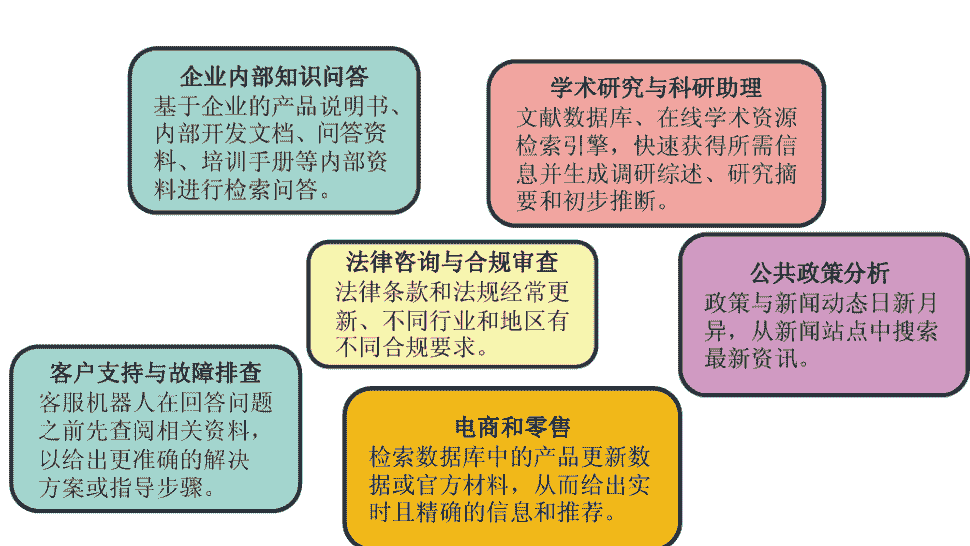 企业内部知识问答
基于企业的产品说明书、
内部开发文档、问答资
料、培训手册等内部资
料进行检索问答。
学术研究与科研助理
文献数据库、在线学术资源
检索引擎，快速获得所需信
息并生成调研综述、研究摘
要和初步推断。
法律咨询与合规审查
法律条款和法规经常更
新、不同行业和地区有
不同合规要求。
公共政策分析
政策与新闻动态日新月
异，从新闻站点中搜索
最新资讯。
客户支持与故障排查
客服机器人在回答问题
之前先查阅相关资料，
以给出更准确的解决
方案或指导步骤。
电商和零售
检索数据库中的产品更新数
据或官方材料，从而给出实
时且精确的信息和推荐。